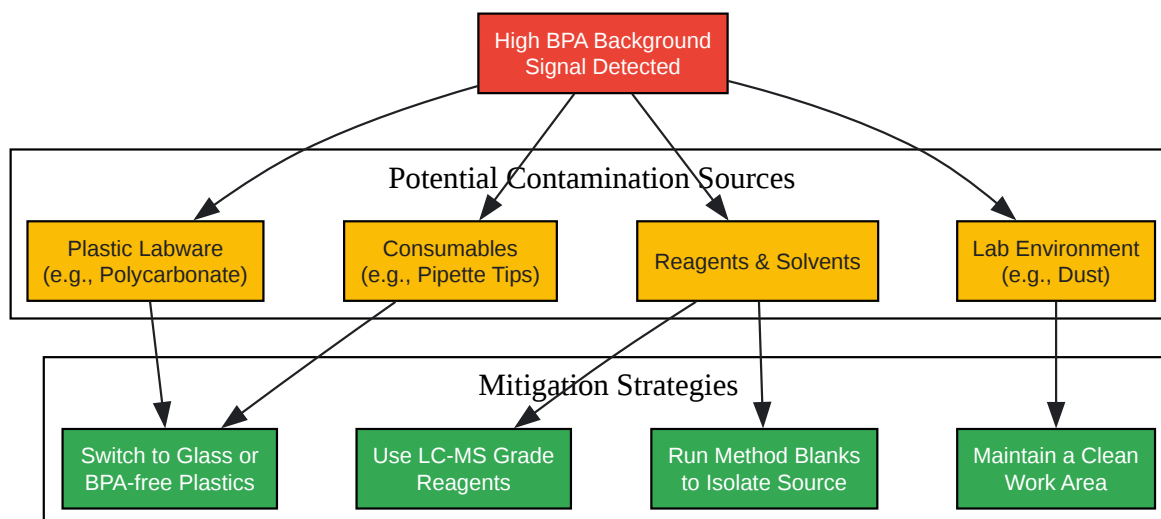 High BPA Background
Signal Detected
Potential Contamination Sources
Plastic Labware
(e.g., Polycarbonate)
Consumables
(e.g., Pipette Tips)
Reagents & Solvents
Lab Environment
(e.g., Dust)
Mitigation Strategies
Switch to Glass or
BPA-free Plastics
Use LC-MS Grade
Reagents
Run Method Blanks
to Isolate Source
Maintain a Clean
Work Area